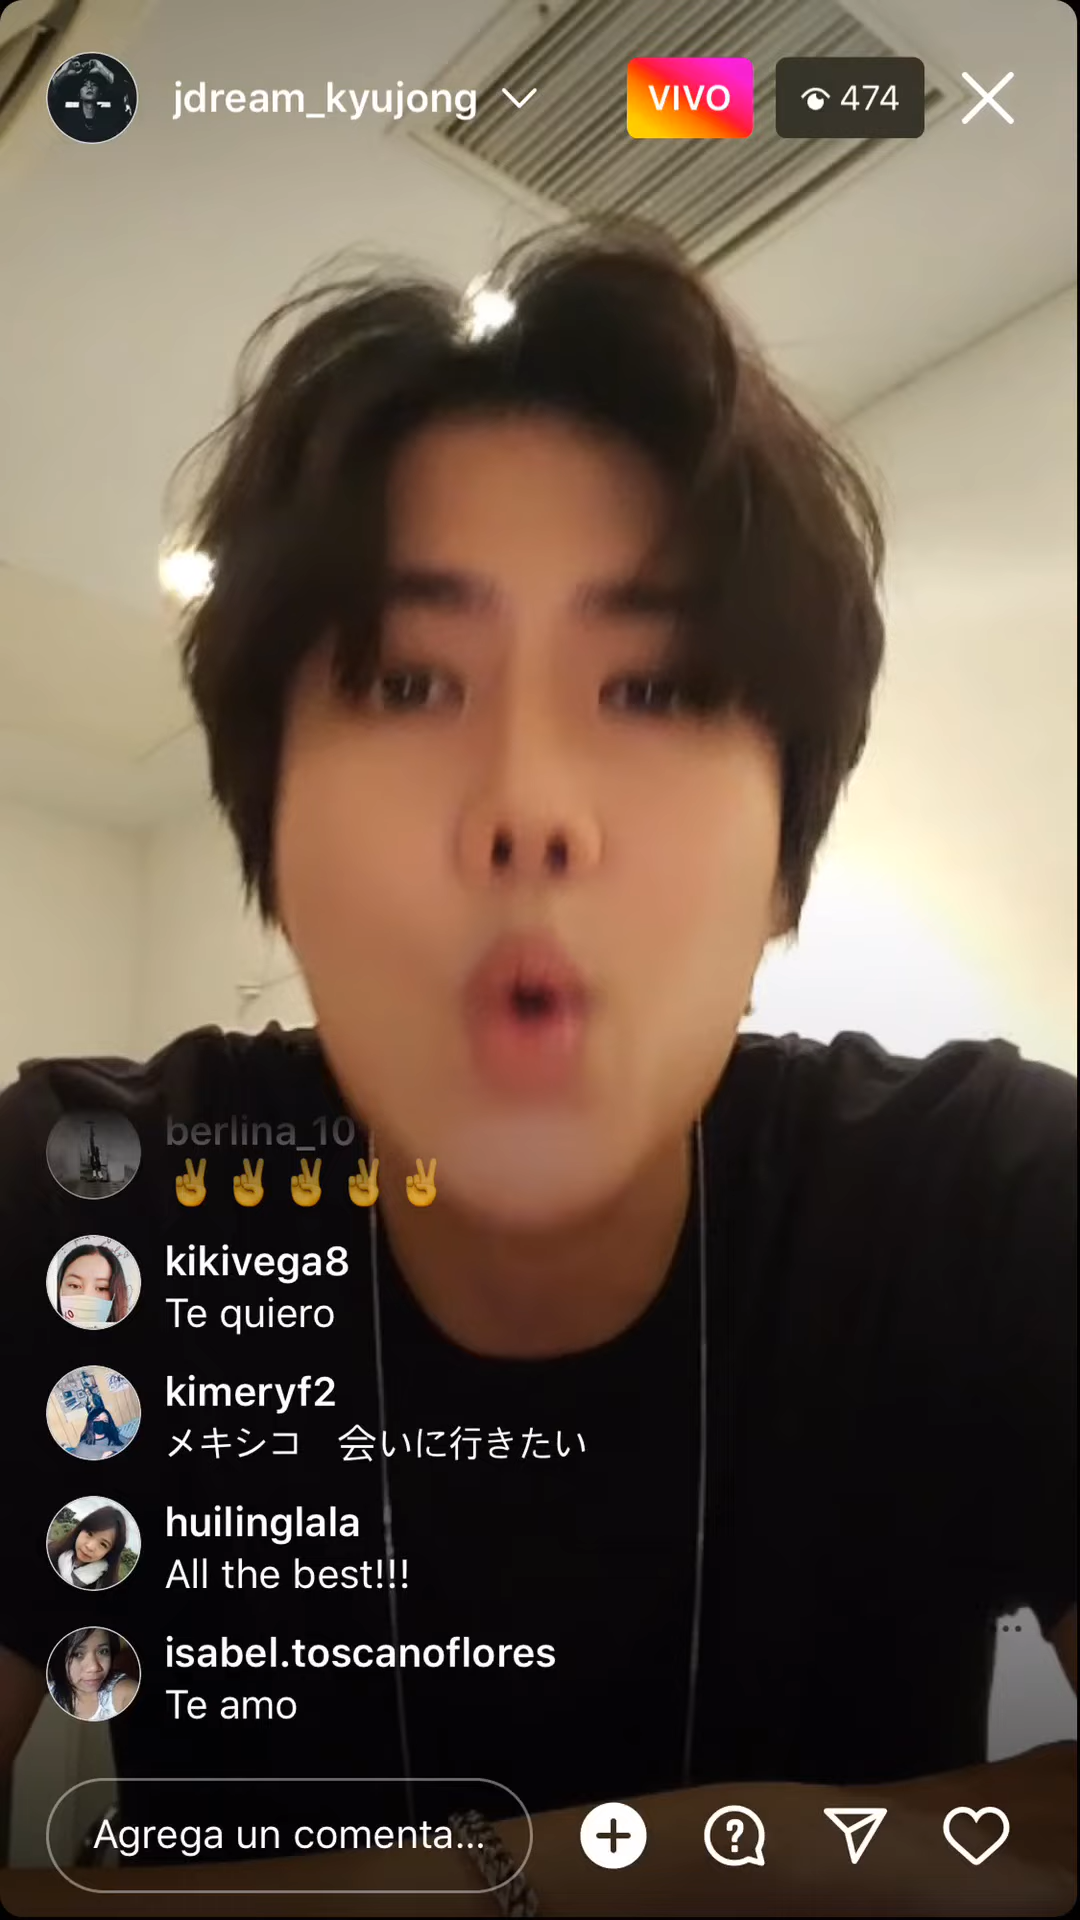 jdream_kyujong
VIVO
474
berlina_10
✌✌✌✌✌
kikivega8
Te quiero
kimeryf2
メキシコ　会いに行きたい
huilinglala
All the best!!!
isabel.toscanoflores
Te amo
Agrega un comenta...